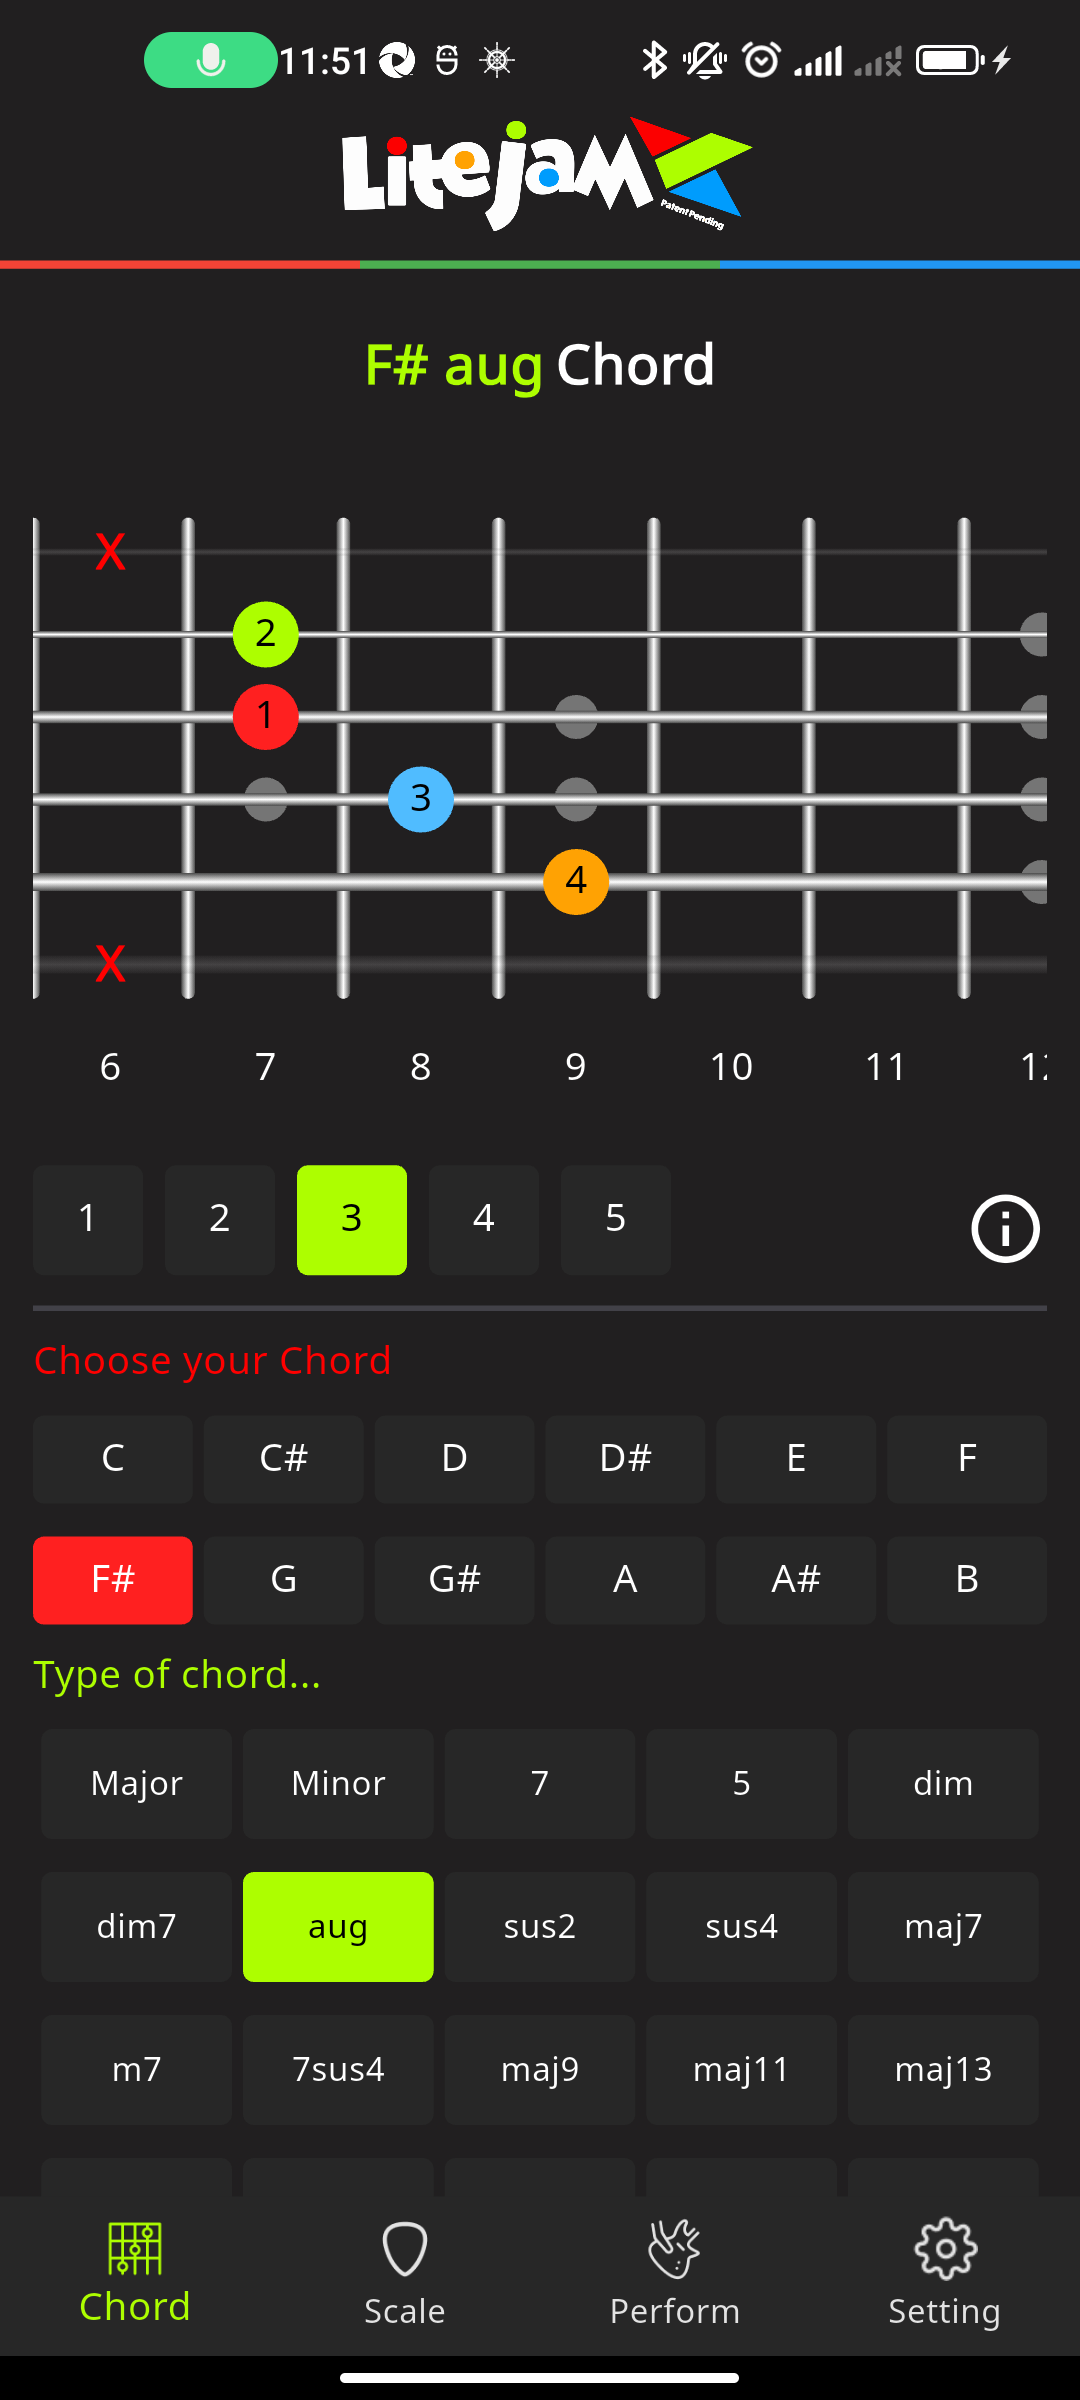 11:51
Litejam
Patent Pending
F# aug Chord
X
2
1
3
4
X
6 7 8 9 10 11 12
1 2 3 4 5
Choose your Chord
C C# D D# E F
F# G G# A A# B
Type of chord...
Major Minor 7 5 dim
dim7 aug sus2 sus4 maj7
m7 7sus4 maj9 maj11 maj13
Chord Scale Perform Setting